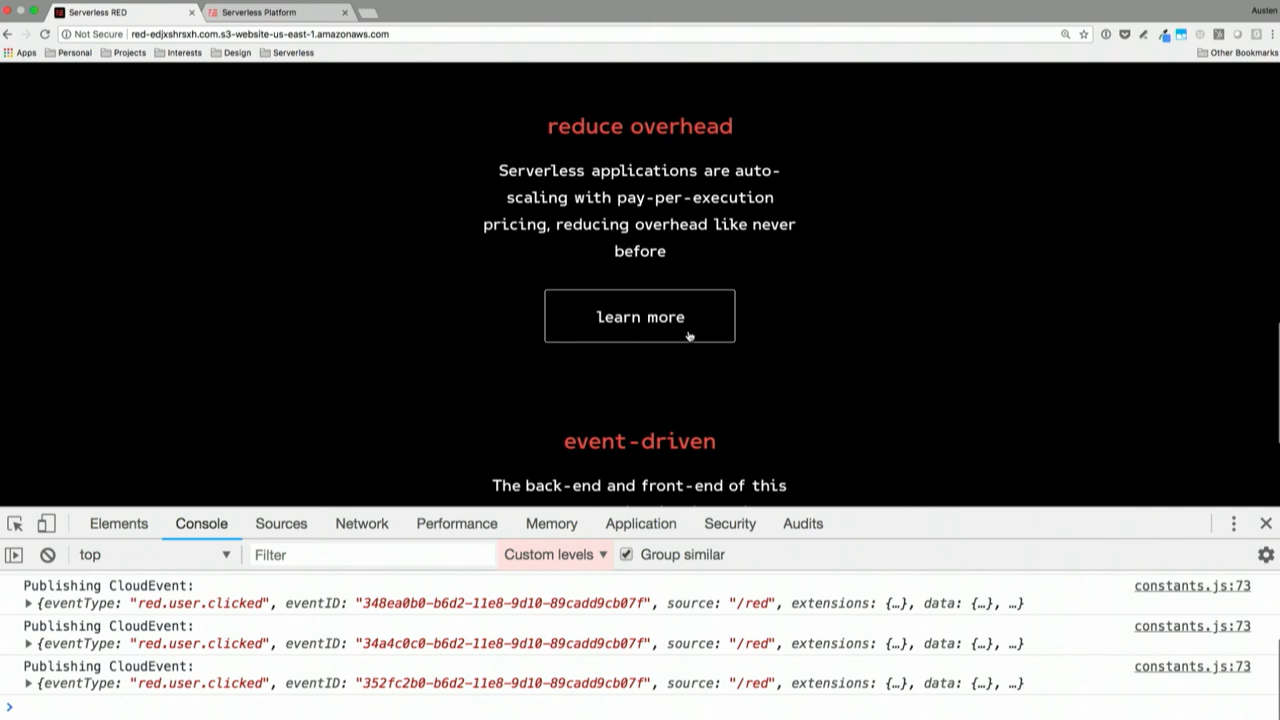 Serverless RED
Serverless Platform
Austen
Not Secure | red-edjxshrsxh.com.s3-website-us-east-1.amazonaws.com
Apps Personal Projects Interests Design Serverless Other Bookmarks
reduce overhead
Serverless applications are auto-
scaling with pay-per-execution
pricing, reducing overhead like never
before
learn more
event-driven
The back-end and front-end of this
Elements Console Sources Network Performance Memory Application Security Audits
top Filter Custom levels Group similar
Publishing CloudEvent: constants.js:73
{eventType: "red.user.clicked", eventID: "348ea0b0-b6d2-11e8-9d10-89cadd9cb07f", source: "/red", extensions: {…}, data: {…}, …}
Publishing CloudEvent: constants.js:73
{eventType: "red.user.clicked", eventID: "34a4c0c0-b6d2-11e8-9d10-89cadd9cb07f", source: "/red", extensions: {…}, data: {…}, …}
Publishing CloudEvent: constants.js:73
{eventType: "red.user.clicked", eventID: "352fc2b0-b6d2-11e8-9d10-89cadd9cb07f", source: "/red", extensions: {…}, data: {…}, …}